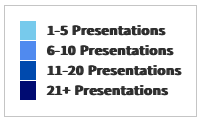 1-5 Presentations
6-10 Presentations
11-20 Presentations
21+ Presentations